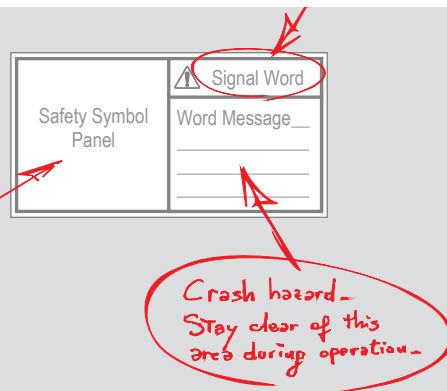 Signal Word
Safety Symbol
Panel
Word Message
Crash hazard-
Stay clear of this
area during operation-